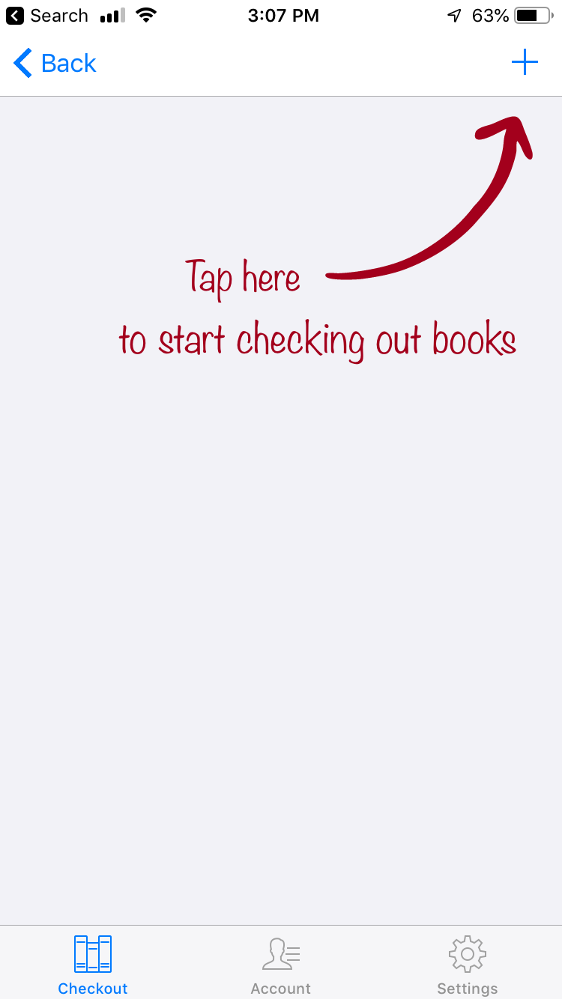 Search 3:07 PM 63%
Back
Tap here
to start checking out books
Checkout Account Settings